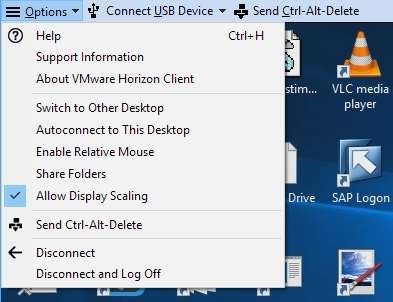 Options Connect USB Device Send Ctrl-Alt-Delete
Help Ctrl+H
Support Information
About VMware Horizon Client
Switch to Other Desktop
Autoconnect to This Desktop
Enable Relative Mouse
Share Folders
Allow Display Scaling
Send Ctrl-Alt-Delete
Disconnect
Disconnect and Log Off
stim...
VLC media
player
Drive
SAP Logon